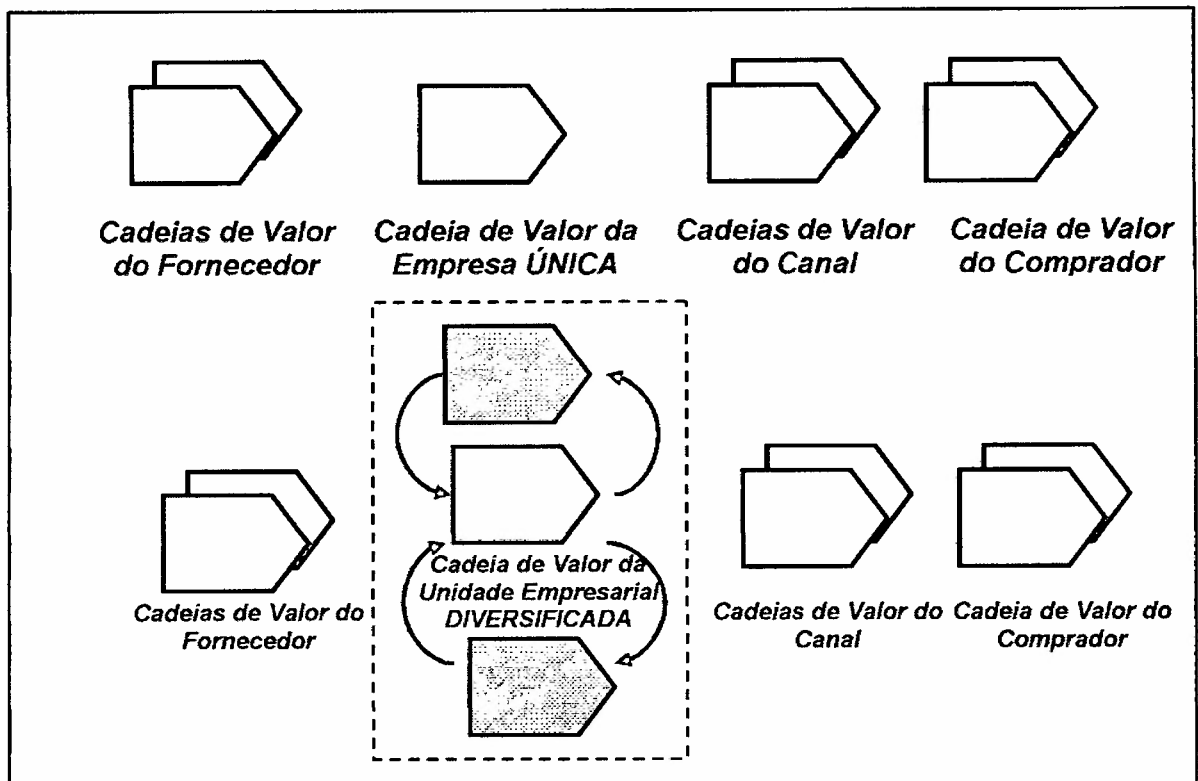 Cadeias de Valor
do Fornecedor
Cadeia de Valor da
Empresa ÚNICA
Cadeias de Valor
do Canal
Cadeia de Valor
do Comprador
Cadeia de Valor da
Unidade Empresarial
DIVERSIFICADA
Cadeias de Valor do
Fornecedor
Cadeias de Valor do
Canal
Cadeia de Valor do
Comprador